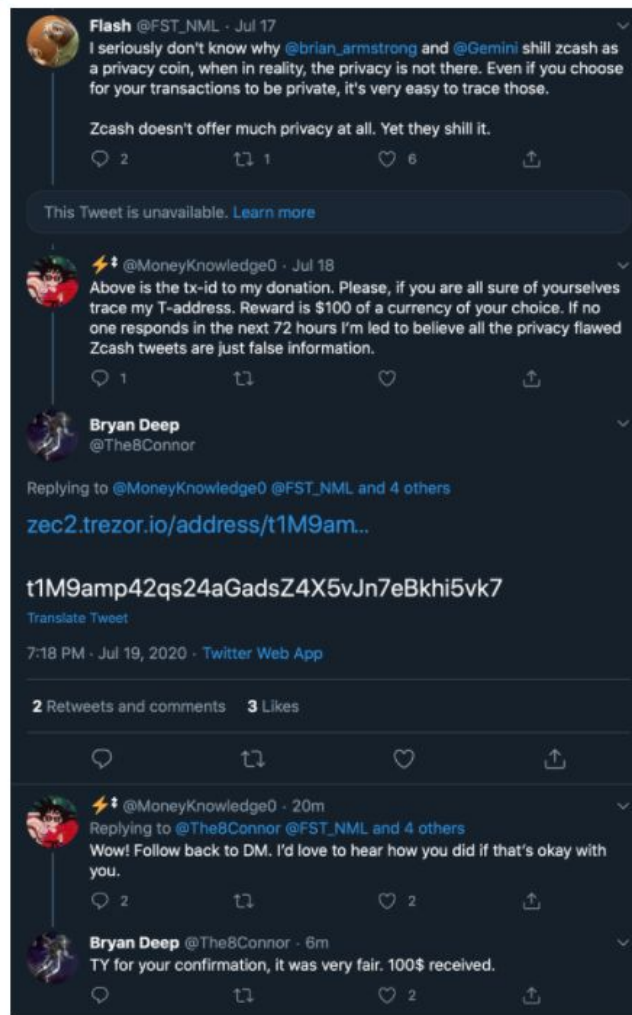 Flash @FST_NML · Jul 17
I seriously don't know why @brian_armstrong and @Gemini shill zcash as
a privacy coin, when in reality, the privacy is not there. Even if you choose
for your transactions to be private, it's very easy to trace those.
Zcash doesn't offer much privacy at all. Yet they shill it.
2 1 6
This Tweet is unavailable. Learn more
@MoneyKnowledge0 · Jul 18
Above is the tx-id to my donation. Please, if you are all sure of yourselves
trace my T-address. Reward is $100 of a currency of your choice. If no
one responds in the next 72 hours I'm led to believe all the privacy flawed
Zcash tweets are just false information.
1
Bryan Deep
@The8Connor
Replying to @MoneyKnowledge0 @FST_NML and 4 others
zec2.trezor.io/address/t1M9am...
t1M9amp42qs24aGadsZ4X5vJn7eBkhi5vk7
Translate Tweet
7:18 PM · Jul 19, 2020 · Twitter Web App
2 Retweets and comments 3 Likes
@MoneyKnowledge0 · 20m
Replying to @The8Connor @FST_NML and 4 others
Wow! Follow back to DM. I'd love to hear how you did if that's okay with
you.
2 2
Bryan Deep @The8Connor · 6m
TY for your confirmation, it was very fair. 100$ received.
2